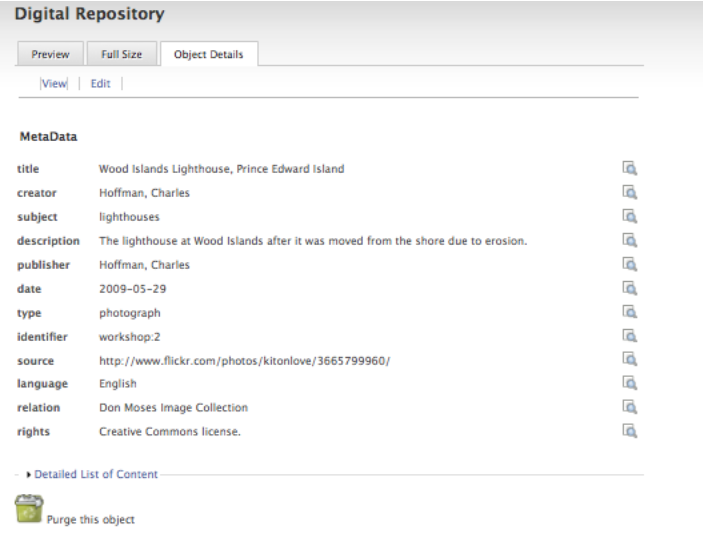 Digital Repository
Preview Full Size Object Details
View Edit
MetaData
title Wood Islands Lighthouse, Prince Edward Island
creator Hoffman, Charles
subject lighthouses
description The lighthouse at Wood Islands after it was moved from the shore due to erosion.
publisher Hoffman, Charles
date 2009-05-29
type photograph
identifier workshop:2
source http://www.flickr.com/photos/kitonlove/3665799960/
language English
relation Don Moses Image Collection
rights Creative Commons license.
Detailed List of Content
Purge this object